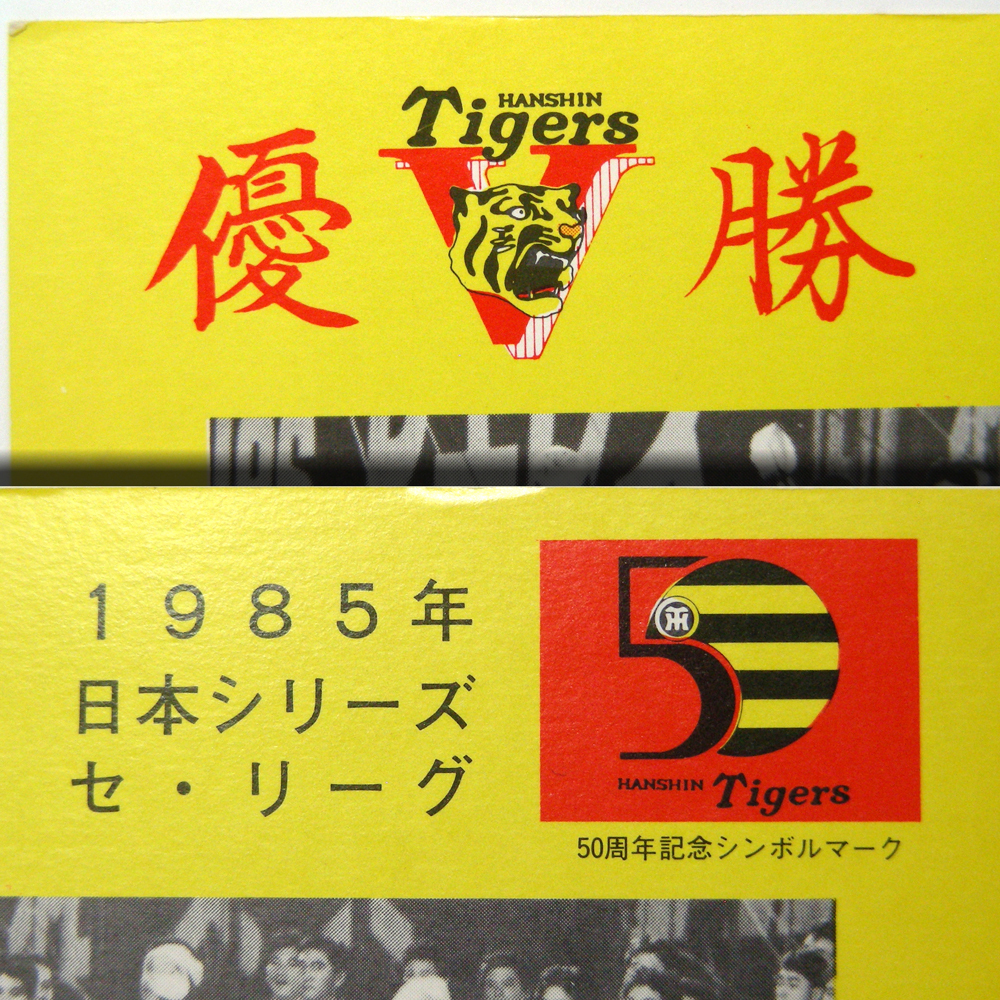 HANSHIN
Tigers
優 勝
1985年
日本シリーズ
セ・リーグ
50
HANSHIN Tigers
50周年記念シンボルマーク